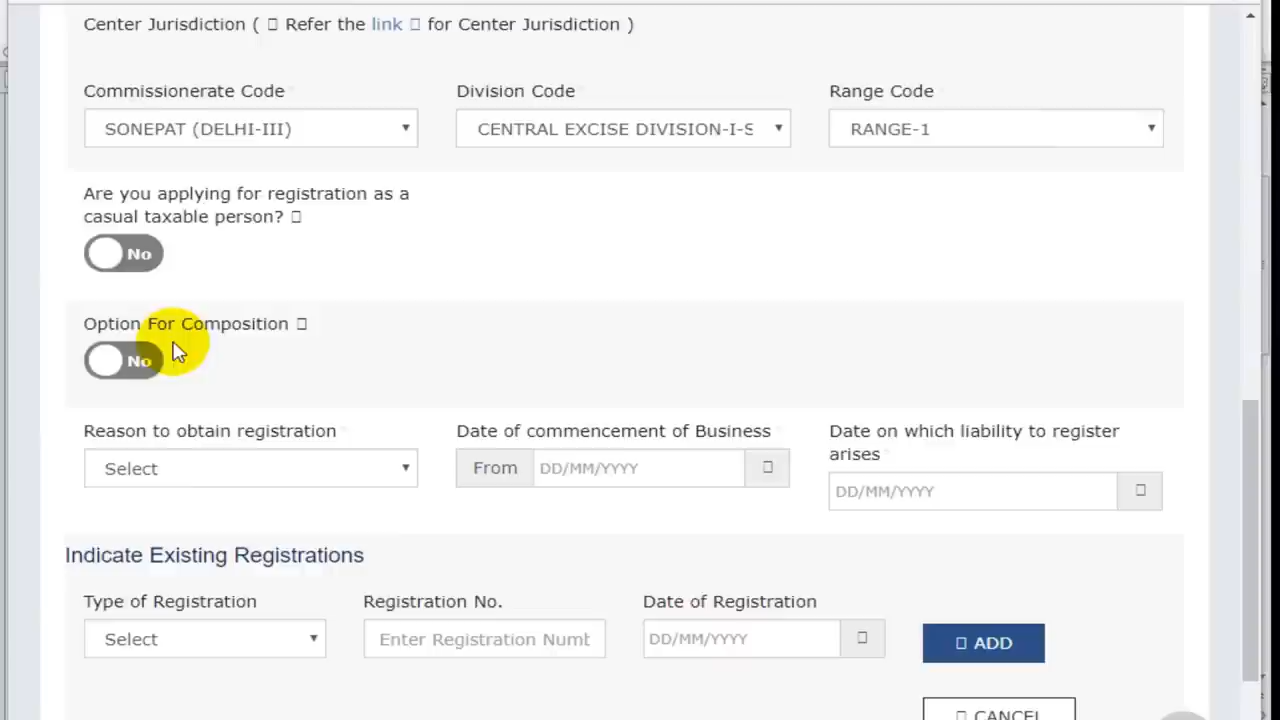 Center Jurisdiction ( Refer the link for Center Jurisdiction )
Commissionerate Code
Division Code
Range Code
SONEPAT (DELHI-III)
CENTRAL EXCISE DIVISION-I-S
RANGE-1
Are you applying for registration as a
casual taxable person?
No
Option For Composition
No
Reason to obtain registration
Date of commencement of Business
Date on which liability to register
arises
Select
From
DD/MM/YYYY
DD/MM/YYYY
Indicate Existing Registrations
Type of Registration
Registration No.
Date of Registration
Select
Enter Registration Numb
DD/MM/YYYY
ADD
CANCEL